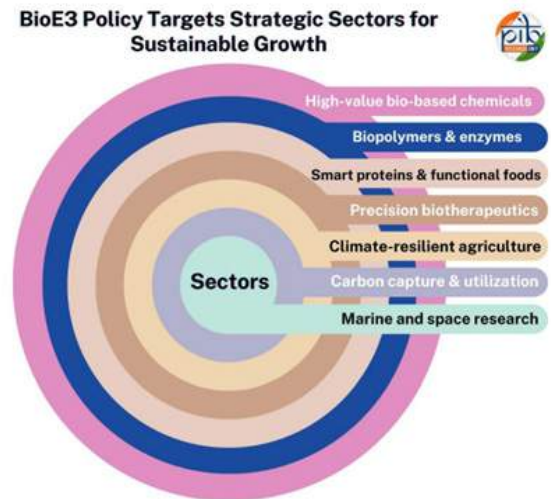 BioE3 Policy Targets Strategic Sectors for
Sustainable Growth
pib
High-value bio-based chemicals
Biopolymers & enzymes
Smart proteins & functional foods
Precision biotherapeutics
Climate-resilient agriculture
Carbon capture & utilization
Marine and space research
Sectors